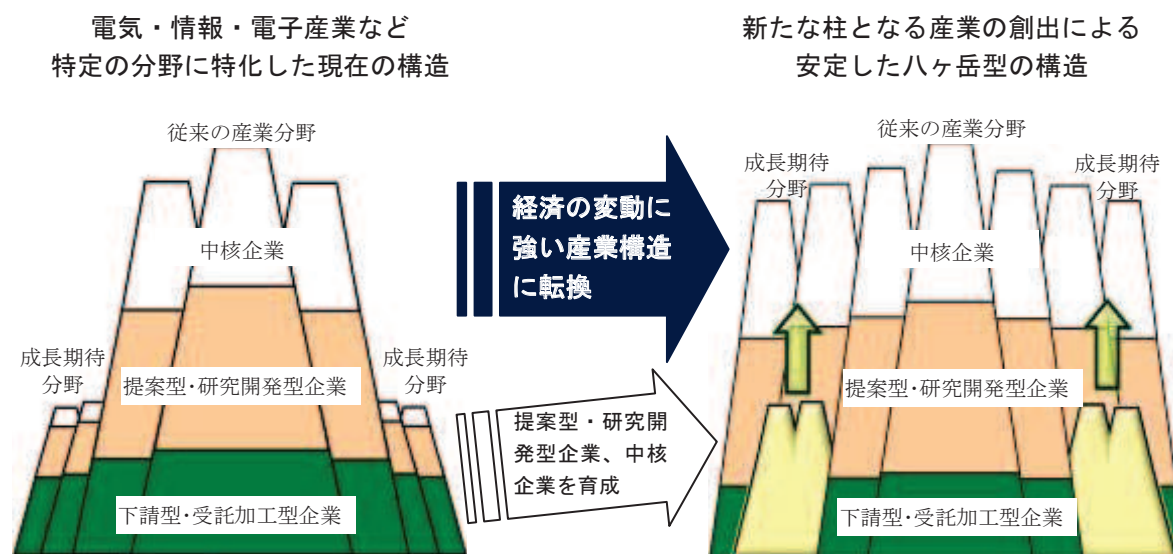 電気・情報・電子産業など
特定の分野に特化した現在の構造
従来の産業分野
中核企業
成長期待
分野
成長期待
分野
提案型･研究開発型企業
下請型･受託加工型企業
経済の変動に
強い産業構造
に転換
提案型・研究開
発型企業、中核
企業を育成
新たな柱となる産業の創出による
安定した八ヶ岳型の構造
従来の産業分野
成長期待
分野
成長期待
分野
中核企業
提案型･研究開発型企業
下請型･受託加工型企業